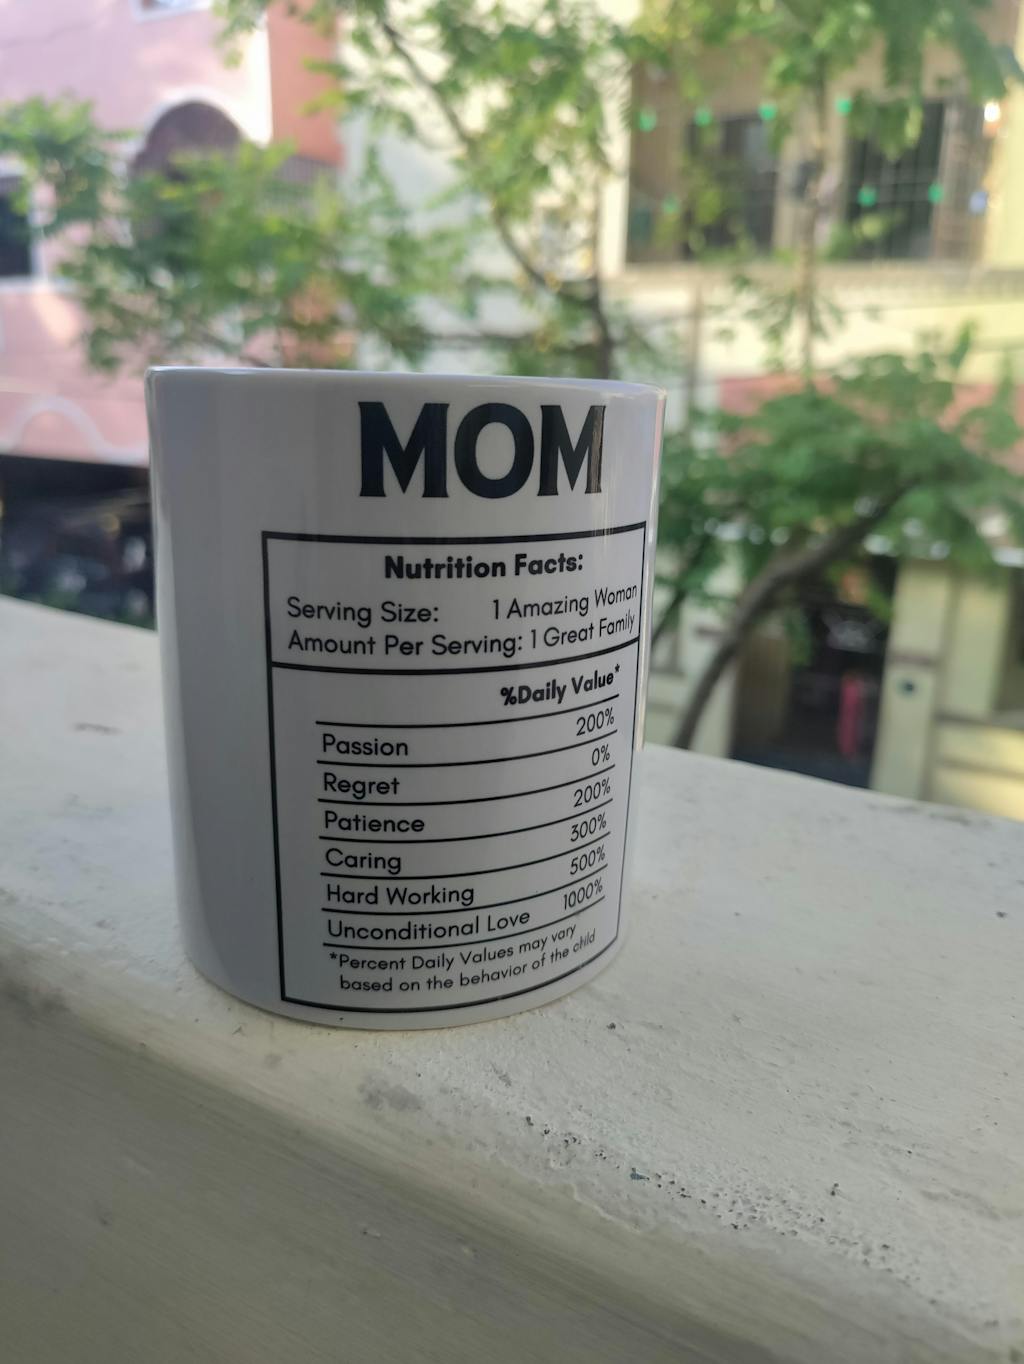 MOM
Nutrition Facts:
Serving Size: 1 Amazing Woman
Amount Per Serving: 1 Great Family
%Daily Value*
Passion 200%
Regret 0%
Patience 200%
Caring 300%
Hard Working 500%
Unconditional Love 1000%
*Percent Daily Values may vary
based on the behavior of the child